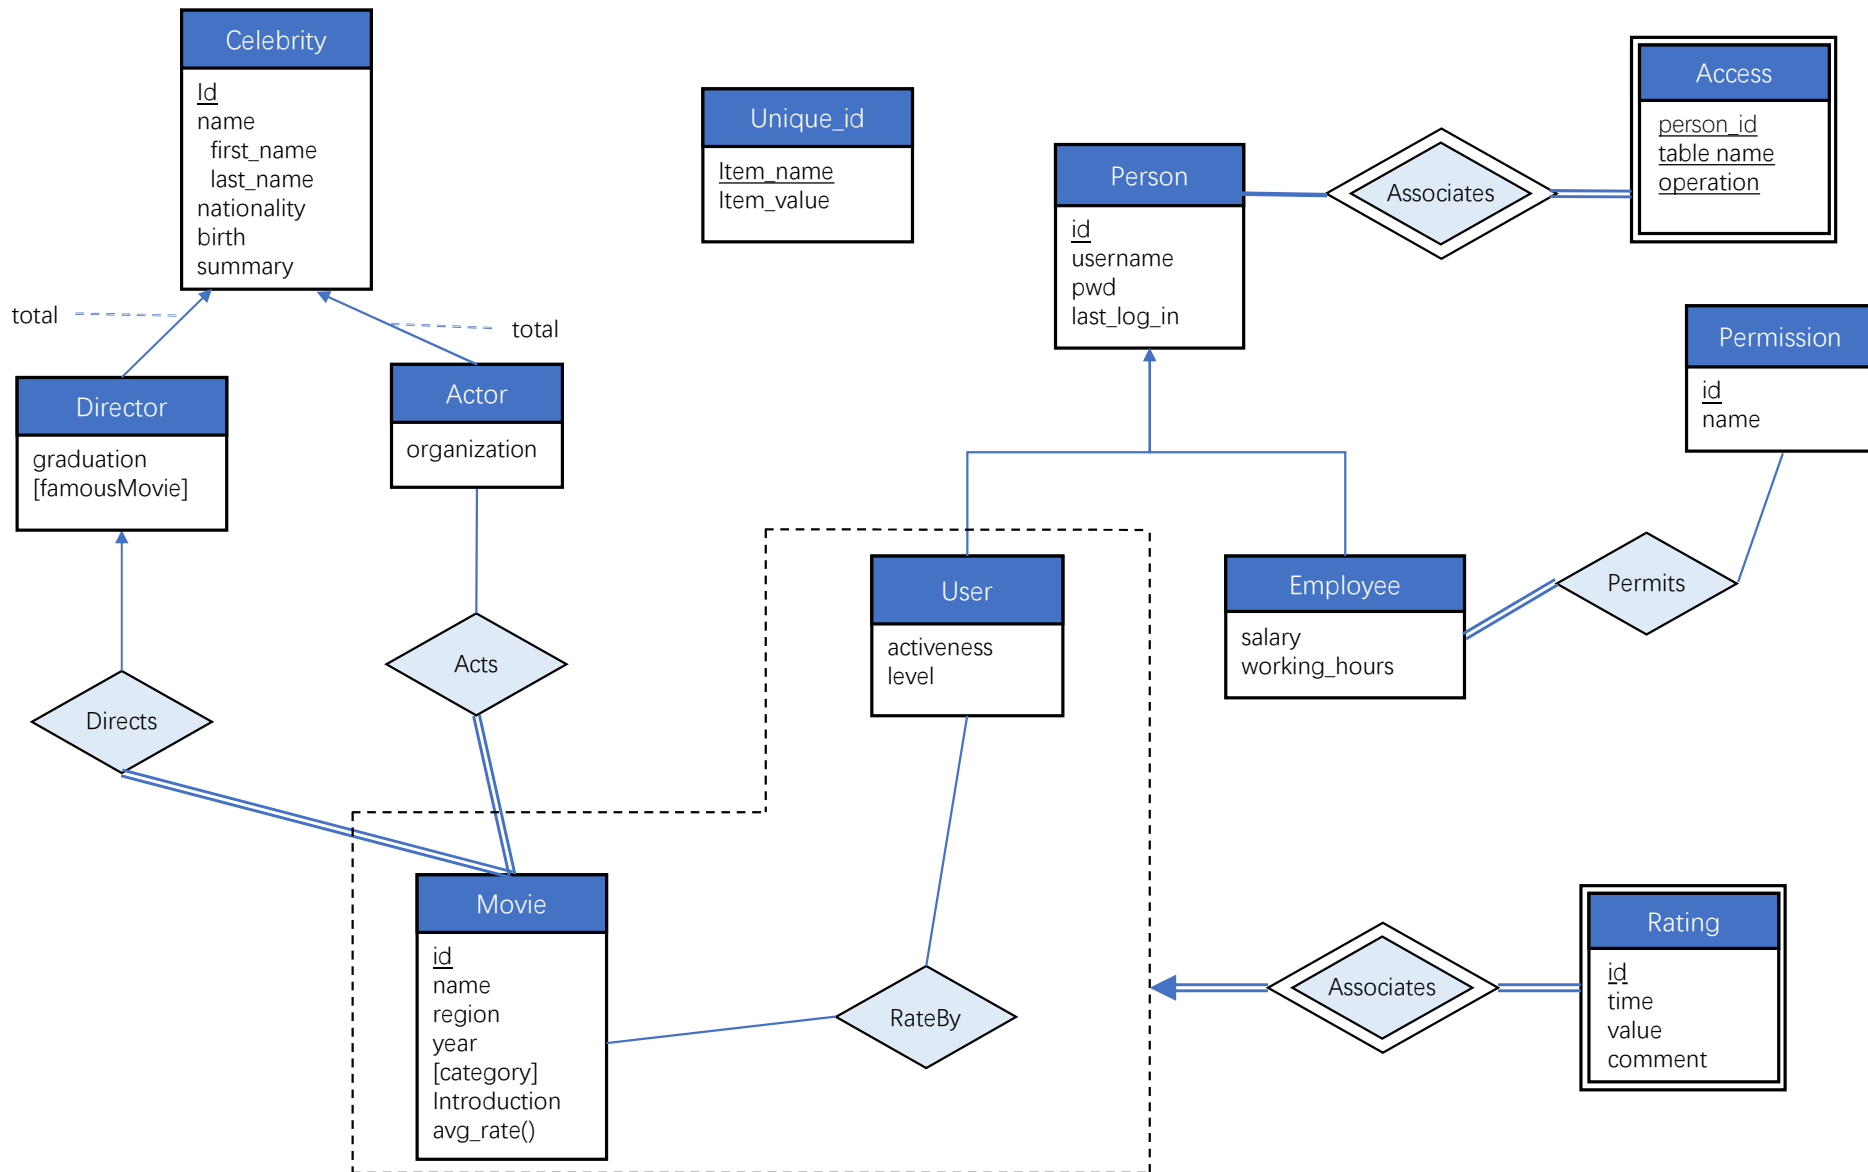 Celebrity
Id
name
first_name
last_name
nationality
birth
summary
Unique_id
Item_name
Item_value
Person
id
username
pwd
last_log_in
Associates
Access
person_id
table name
operation
Permission
id
name
total
total
Director
graduation
[famousMovie]
Actor
organization
User
activeness
level
Employee
salary
working_hours
Permits
Acts
Directs
Movie
id
name
region
year
[category]
Introduction
avg_rate()
RateBy
Associates
Rating
id
time
value
comment